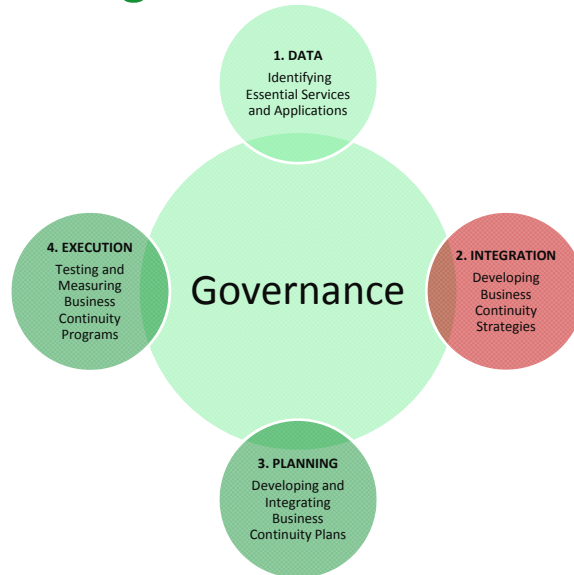 1. DATA
Identifying
Essential Services
and Applications
4. EXECUTION
Testing and
Measuring
Business
Continuity
Programs
Governance
2. INTEGRATION
Developing
Business
Continuity
Strategies
3. PLANNING
Developing and
Integrating
Business
Continuity Plans